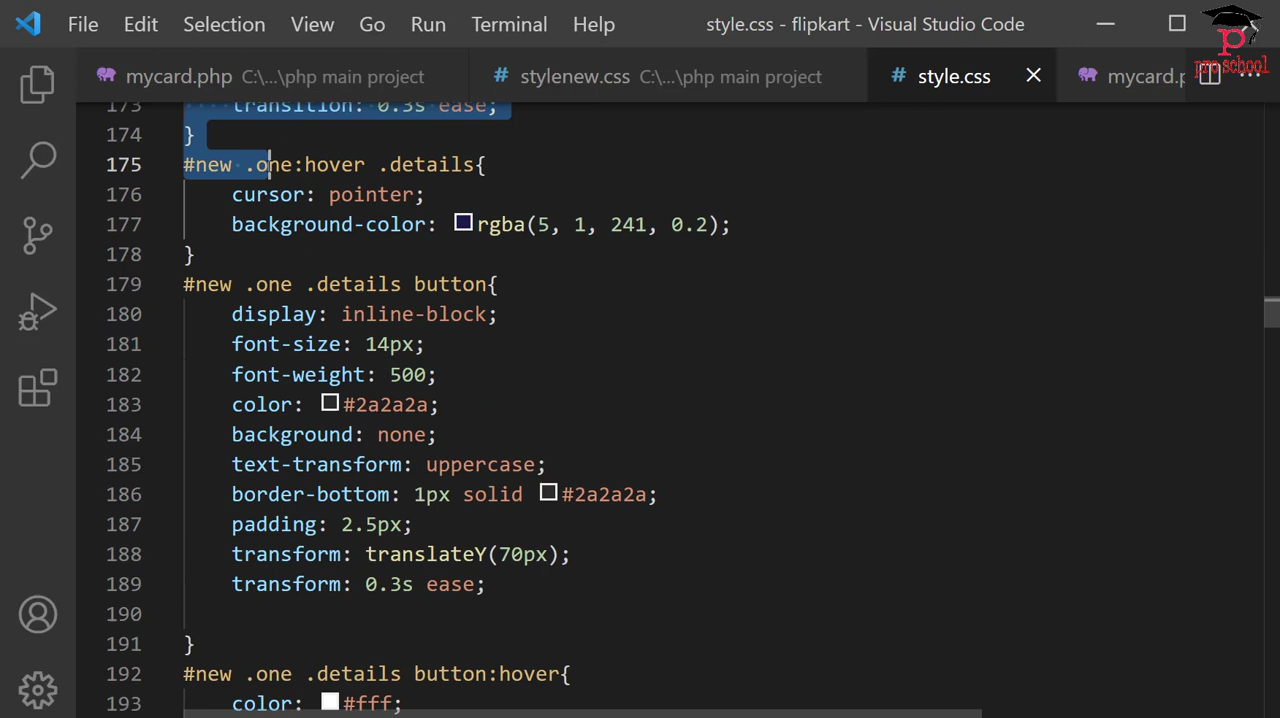 File Edit Selection View Go Run Terminal Help style.css - flipkart - Visual Studio Code
p
pro school
mycard.php C:\...\php main project # stylenew.css C:\...\php main project # style.css mycard.p
173 transition: 0.3s ease;
174 }
175 #new .one:hover .details{
176 cursor: pointer;
177 background-color: rgba(5, 1, 241, 0.2);
178 }
179 #new .one .details button{
180 display: inline-block;
181 font-size: 14px;
182 font-weight: 500;
183 color: #2a2a2a;
184 background: none;
185 text-transform: uppercase;
186 border-bottom: 1px solid #2a2a2a;
187 padding: 2.5px;
188 transform: translateY(70px);
189 transform: 0.3s ease;
190
191 }
192 #new .one .details button:hover{
193 color: #fff;